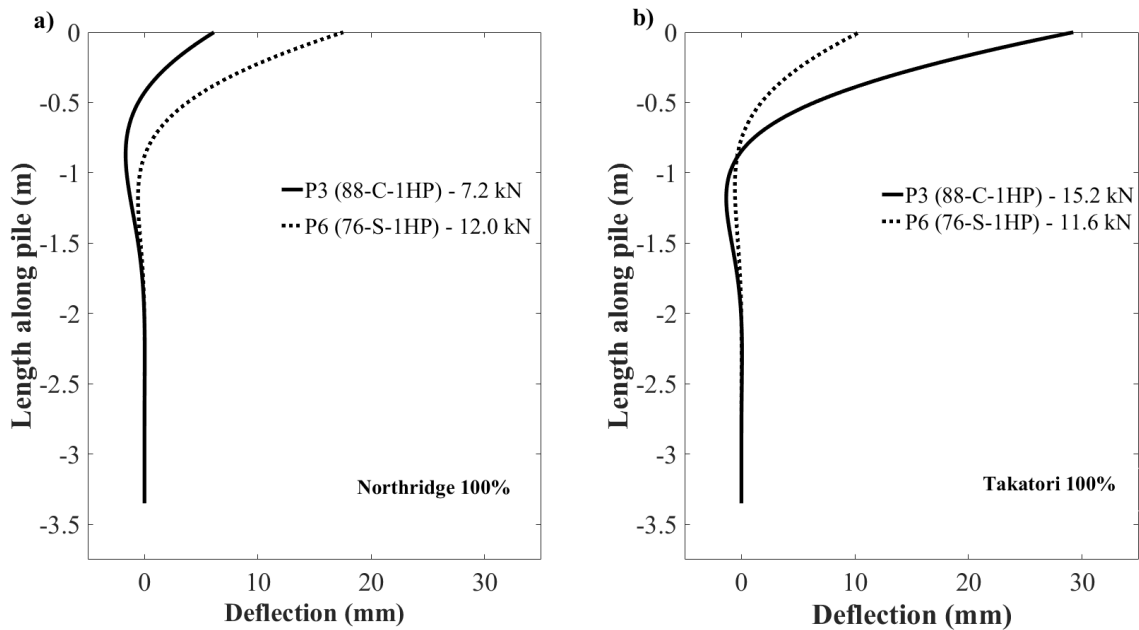 a)
0
-0.5
-1
-1.5
-2
-2.5
-3
-3.5
Length along pile (m)
P3 (88-C-1HP) - 7.2 kN
P6 (76-S-1HP) - 12.0 kN
Northridge 100%
0 10 20 30
Deflection (mm)
b)
0
-0.5
-1
-1.5
-2
-2.5
-3
-3.5
Length along pile (m)
P3 (88-C-1HP) - 15.2 kN
P6 (76-S-1HP) - 11.6 kN
Takatori 100%
0 10 20 30
Deflection (mm)